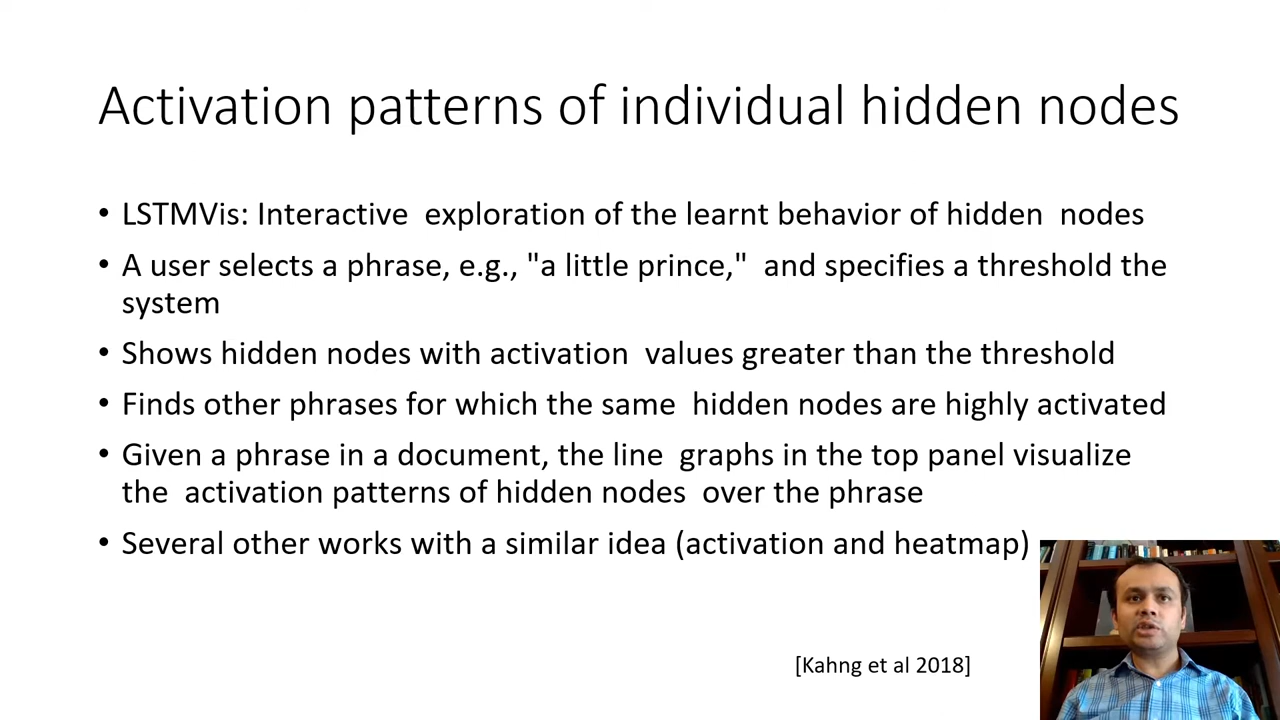 Activation patterns of individual hidden nodes
• LSTMVis: Interactive exploration of the learnt behavior of hidden nodes
• A user selects a phrase, e.g., "a little prince," and specifies a threshold the
system
• Shows hidden nodes with activation values greater than the threshold
• Finds other phrases for which the same hidden nodes are highly activated
• Given a phrase in a document, the line graphs in the top panel visualize
the activation patterns of hidden nodes over the phrase
• Several other works with a similar idea (activation and heatmap)
[Kahng et al 2018]